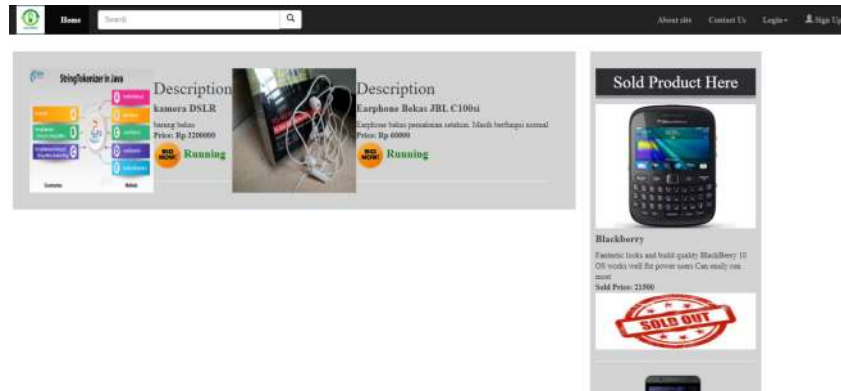 Home
Search
About site
Contact Us
Login
Sign Up
StringTokenizer in Java
Constructor
Methods
Description
kamera DSLR
barang bekas
Price: Rp 3200000
BID NOW!
Running
Description
Earphone Bekas JBL C100si
Earphone bekas pemakaian setahun. Masih berfungsi normal
Price: Rp 60000
BID NOW!
Running
Sold Product Here
Blackberry
Fantastic looks and build quality BlackBerry 10
OS works well for power users Can easily run
most
Sold Price: 21500
SOLD OUT